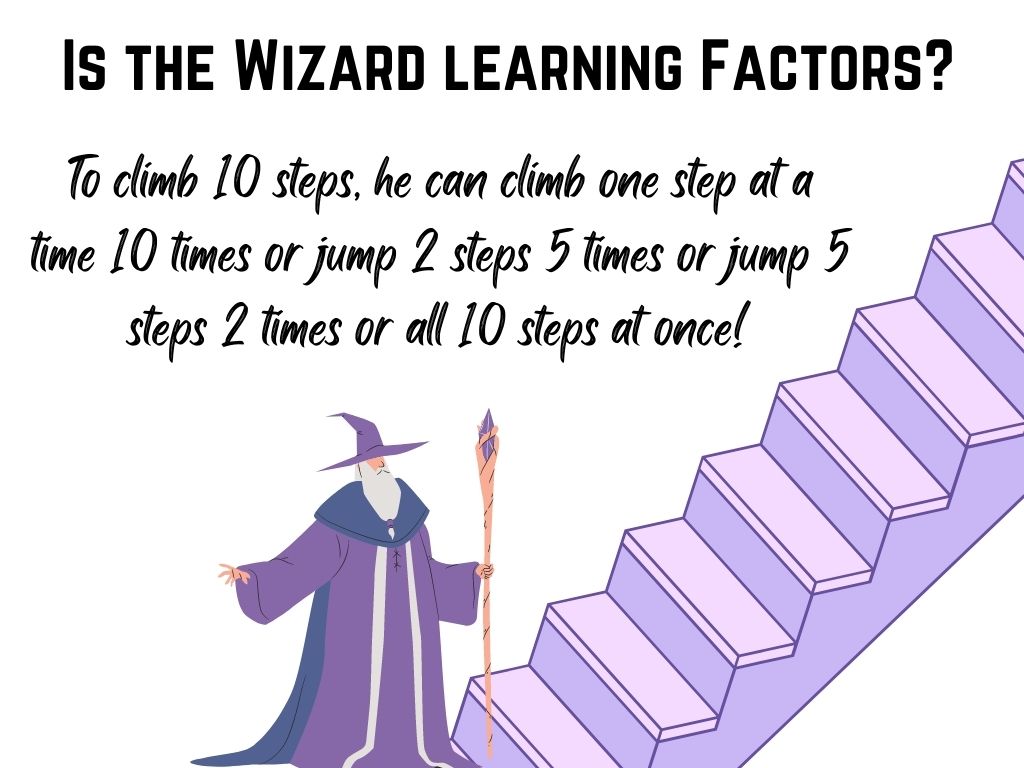 Is the Wizard learning Factors?
To climb 10 steps, he can climb one step at a
time 10 times or jump 2 steps 5 times or jump 5
steps 2 times or all 10 steps at once!